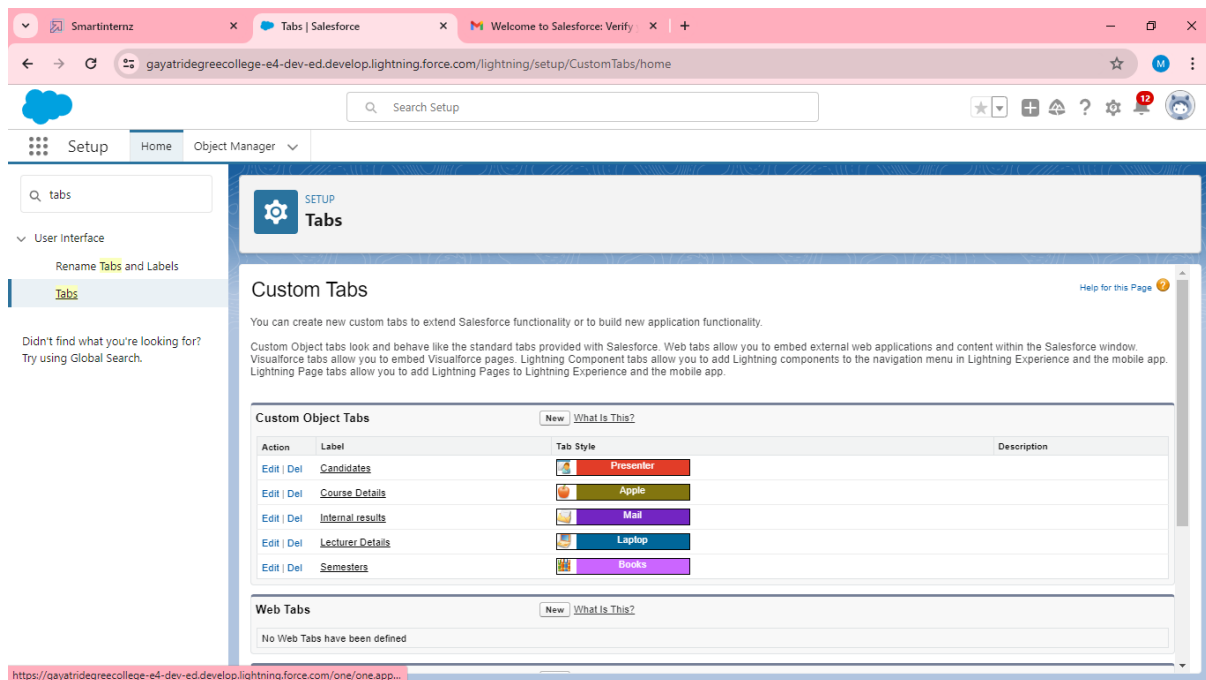 Smartinternz
Tabs | Salesforce
Welcome to Salesforce: Verify
gayatridegreecollege-e4-dev-ed.develop.lightning.force.com/lightning/setup/CustomTabs/home
M
Search Setup
12
Setup
Home
Object Manager
tabs
User Interface
Rename Tabs and Labels
Tabs
Didn't find what you're looking for?
Try using Global Search.
SETUP
Tabs
Custom Tabs
Help for this Page
You can create new custom tabs to extend Salesforce functionality or to build new application functionality.
Custom Object tabs look and behave like the standard tabs provided with Salesforce. Web tabs allow you to embed external web applications and content within the Salesforce window.
Visualforce tabs allow you to embed Visualforce pages. Lightning Component tabs allow you to add Lightning components to the navigation menu in Lightning Experience and the mobile app.
Lightning Page tabs allow you to add Lightning Pages to Lightning Experience and the mobile app.
Custom Object Tabs New What Is This?
Action Label Tab Style Description
Edit | Del Candidates Presenter
Edit | Del Course Details Apple
Edit | Del Internal results Mail
Edit | Del Lecturer Details Laptop
Edit | Del Semesters Books
Web Tabs New What Is This?
No Web Tabs have been defined
https://gayatridegreecollege-e4-dev-ed.develop.lightning.force.com/one/one.app...